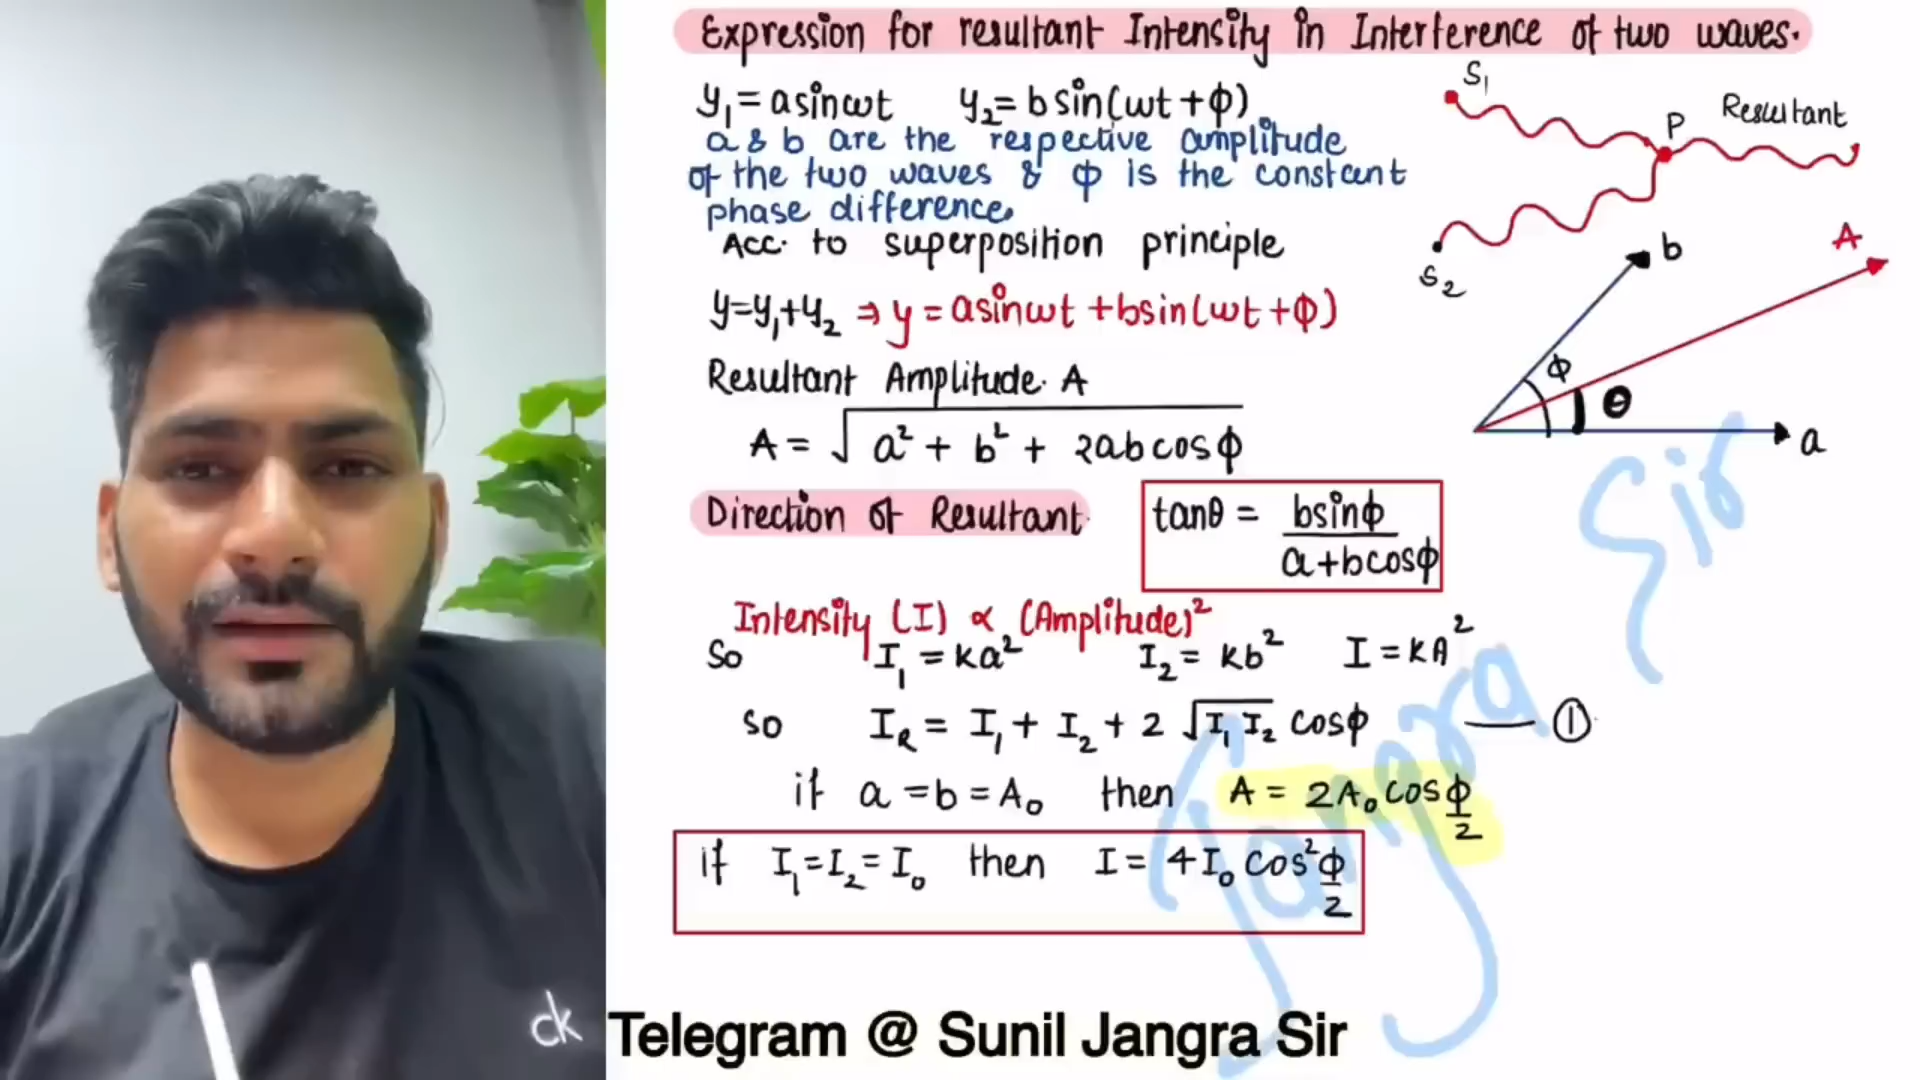 Expression for resultant Intensity in Interference of two waves.
y₁ = a sinωt y₂ = b sin(ωt + ϕ)
a & b are the respective amplitude
of the two waves & ϕ is the constant
phase difference.
Acc. to superposition principle
y=y₁+y₂ ⇒ y = a sinωt + b sin(ωt + ϕ)
Resultant Amplitude. A
A = √(a² + b² + 2ab cosϕ)
Direction of Resultant
tanθ = b sinϕ / (a + b cosϕ)
Intensity (I) ∝ (Amplitude)²
So I₁ = ka² I₂ = kb² I = kA²
so I_R = I₁ + I₂ + 2 √(I₁ I₂) cosϕ —— ①
if a = b = A₀ then A = 2A₀ cos ϕ/2
if I₁ = I₂ = I₀ then I = 4I₀ cos² ϕ/2
S₁
P
Resultant
S₂
b
A
ϕ
θ
a
Jangra Sir
ck
Telegram @ Sunil Jangra Sir